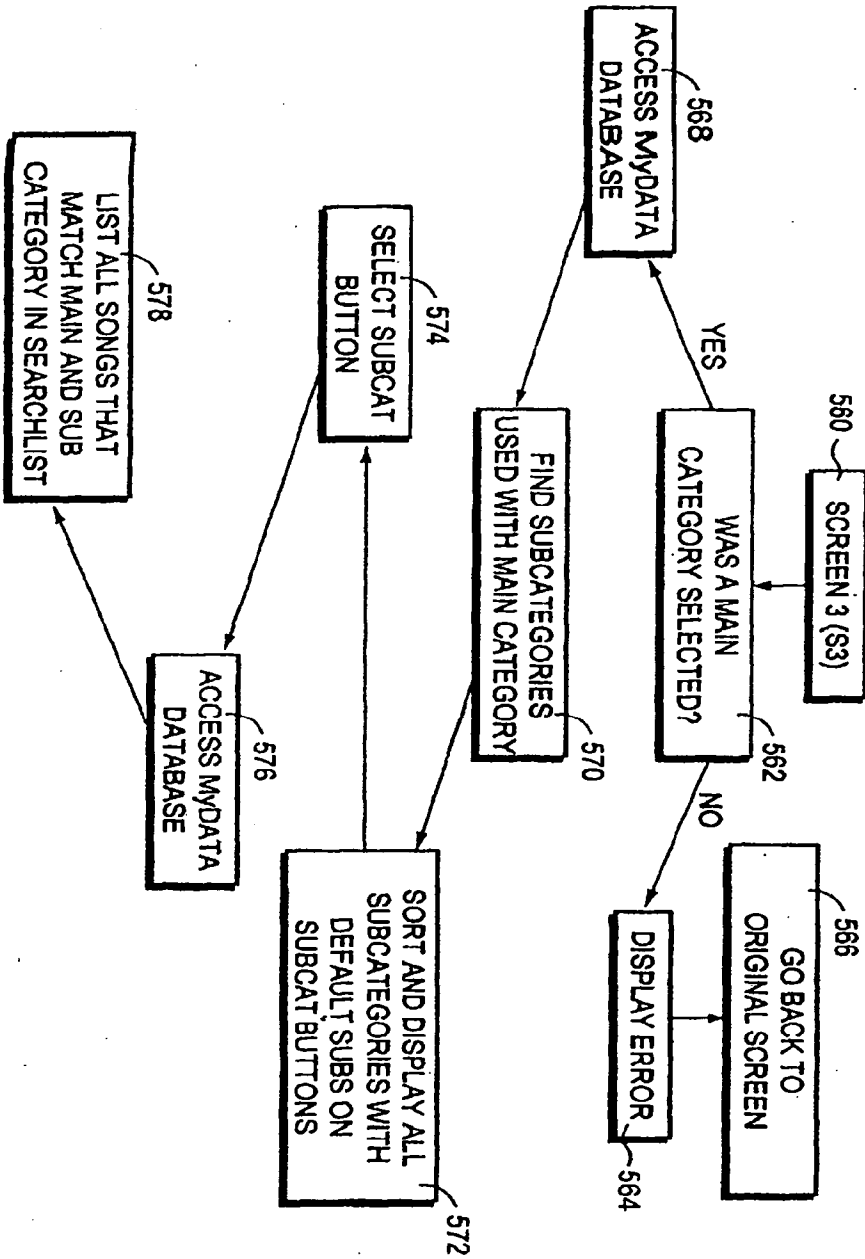 560
SCREEN 3 (S3)
WAS A MAIN
CATEGORY SELECTED?
562
YES
NO
568
ACCESS MyDATA
DATABASE
DISPLAY ERROR
564
566
GO BACK TO
ORIGINAL SCREEN
FIND SUBCATEGORIES
USED WITH MAIN CATEGORY
570
SORT AND DISPLAY ALL
SUBCATEGORIES WITH
DEFAULT SUBS ON
SUBCAT BUTTONS
572
574
SELECT SUBCAT
BUTTON
576
ACCESS MyDATA
DATABASE
578
LIST ALL SONGS THAT
MATCH MAIN AND SUB
CATEGORY IN SEARCHLIST